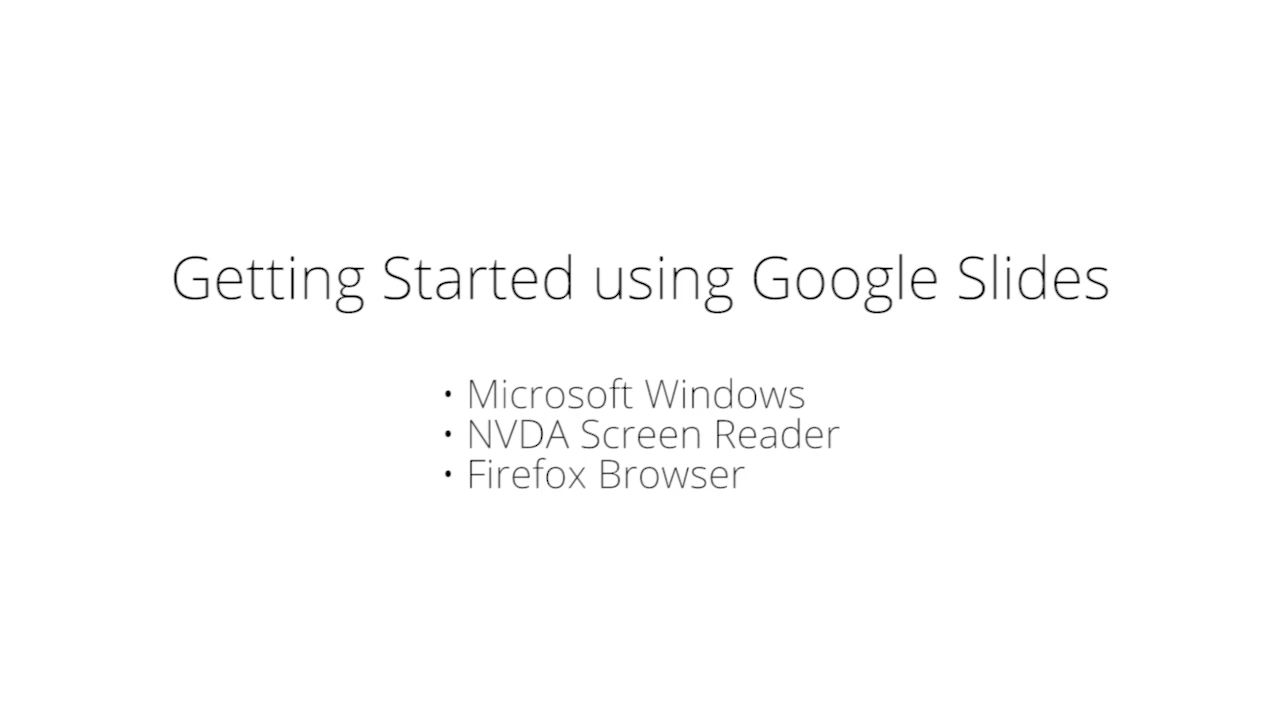 Getting Started using Google Slides
• Microsoft Windows
• NVDA Screen Reader
• Firefox Browser